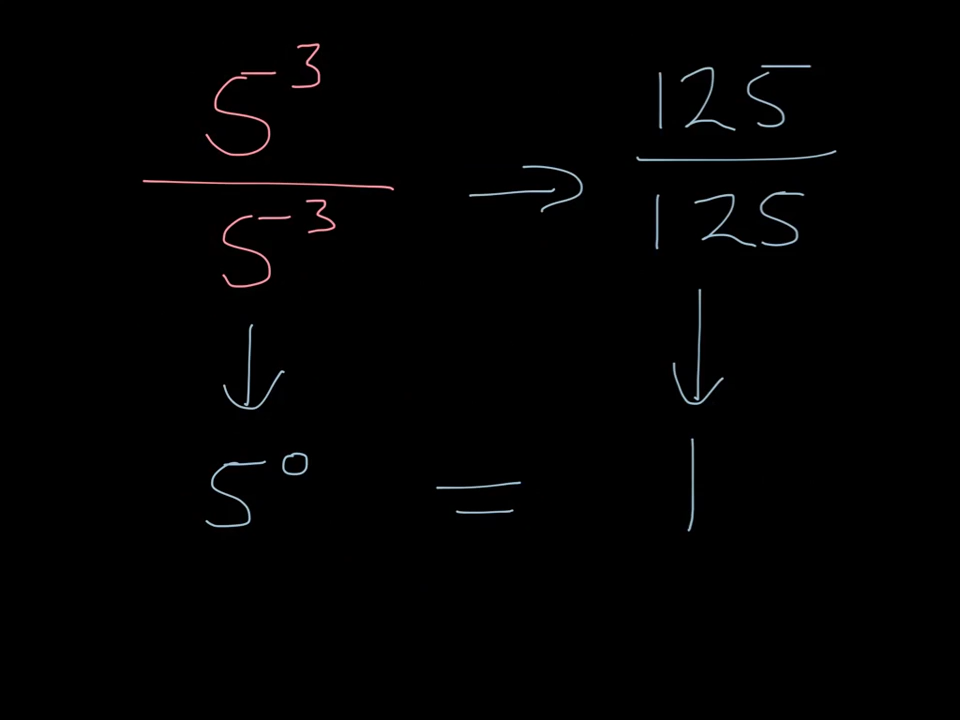 5³ → 125
5³ 125
↓ ↓
5⁰ = 1